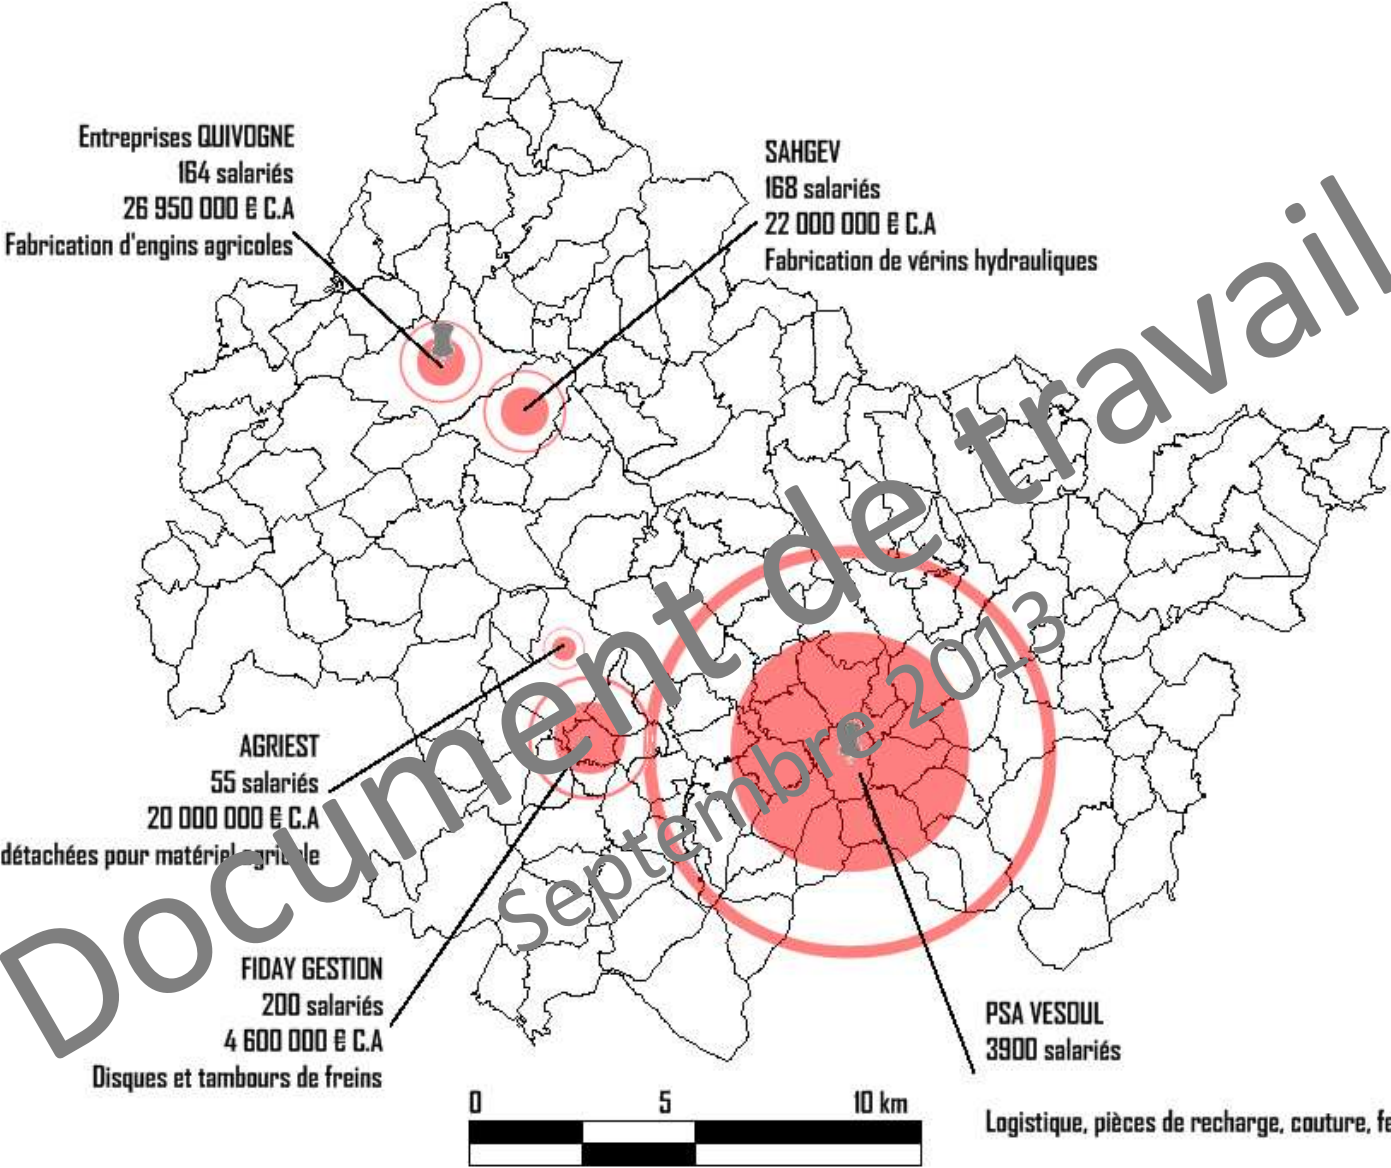 Entreprises QUIVOGNE
164 salariés
26 950 000 € C.A
Fabrication d'engins agricoles
SAHGEV
168 salariés
22 000 000 € C.A
Fabrication de vérins hydrauliques
AGRIEST
55 salariés
20 000 000 € C.A
détachées pour matériel agricole
FIDAY GESTION
200 salariés
4 600 000 € C.A
Disques et tambours de freins
PSA VESOUL
3900 salariés
Logistique, pièces de recharge, couture,
0 5 10 km
Document de travail
Septembre 2013